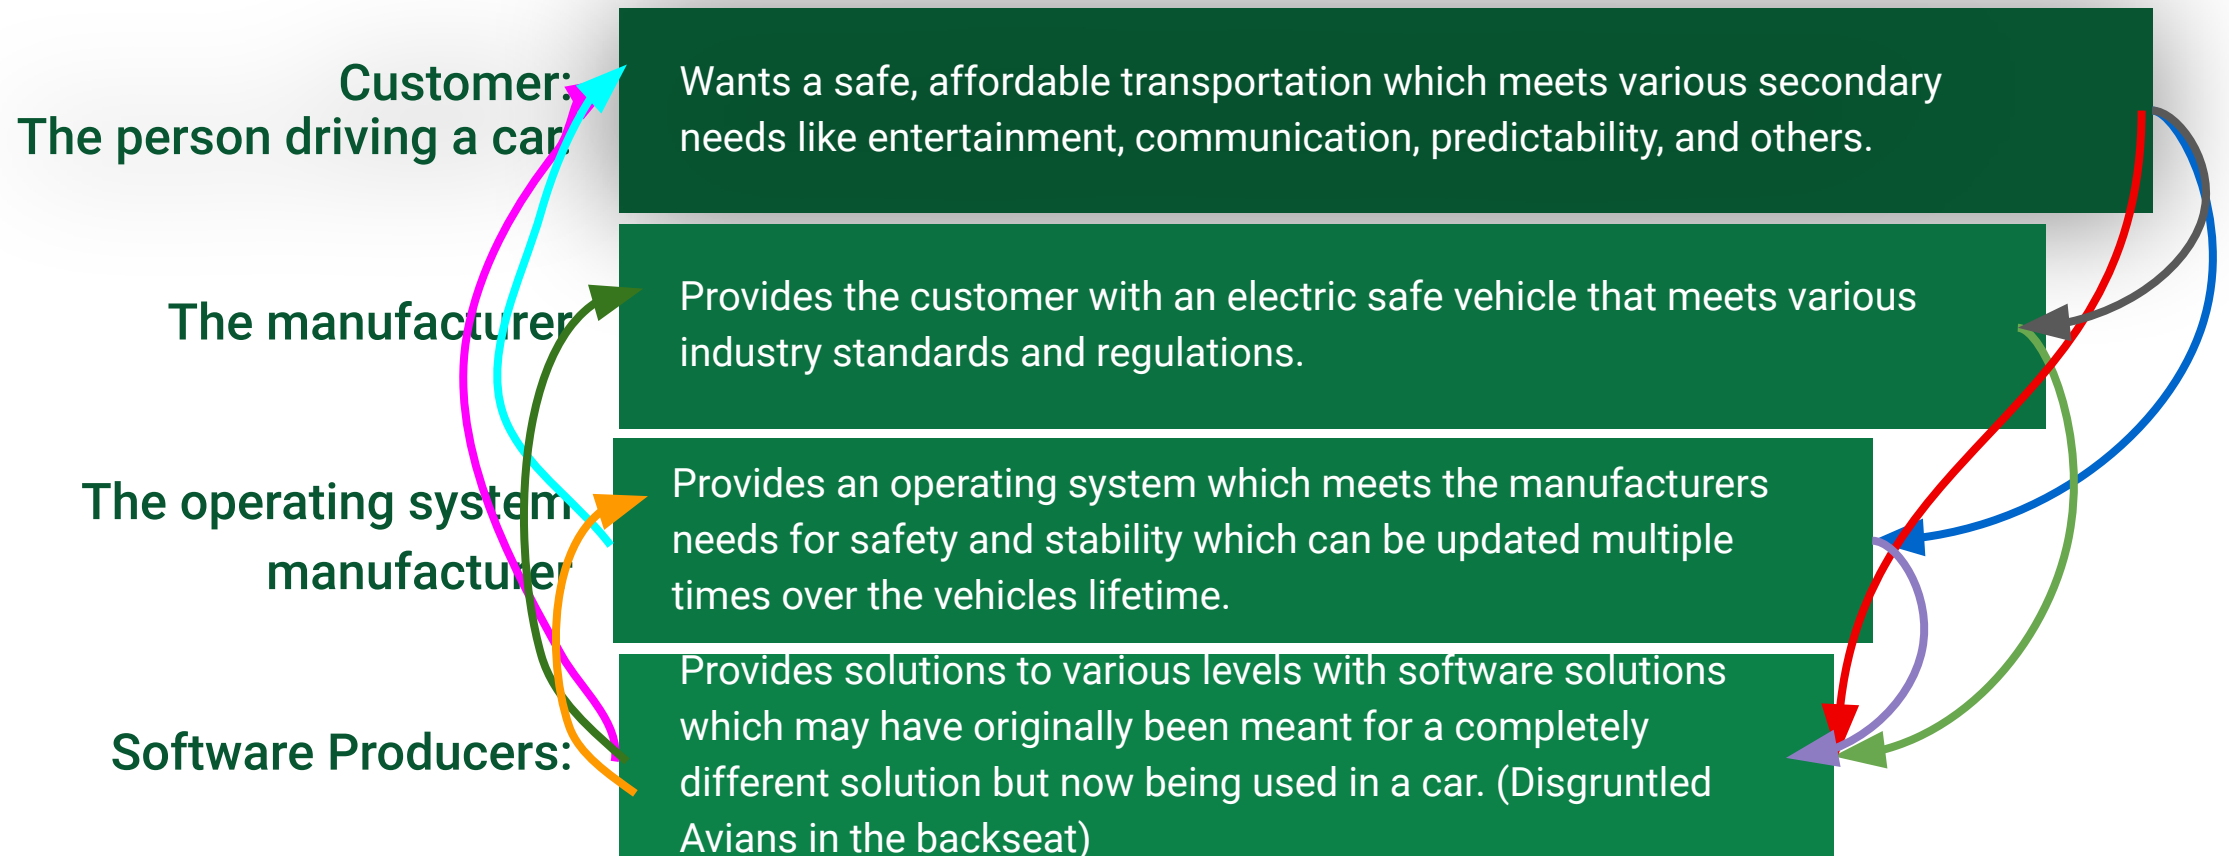 Customer:
The person driving a car.
Wants a safe, affordable transportation which meets various secondary
needs like entertainment, communication, predictability, and others.
The manufacturer
Provides the customer with an electric safe vehicle that meets various
industry standards and regulations.
The operating system
manufacturer
Provides an operating system which meets the manufacturers
needs for safety and stability which can be updated multiple
times over the vehicles lifetime.
Software Producers:
Provides solutions to various levels with software solutions
which may have originally been meant for a completely
different solution but now being used in a car. (Disgruntled
Avians in the backseat)